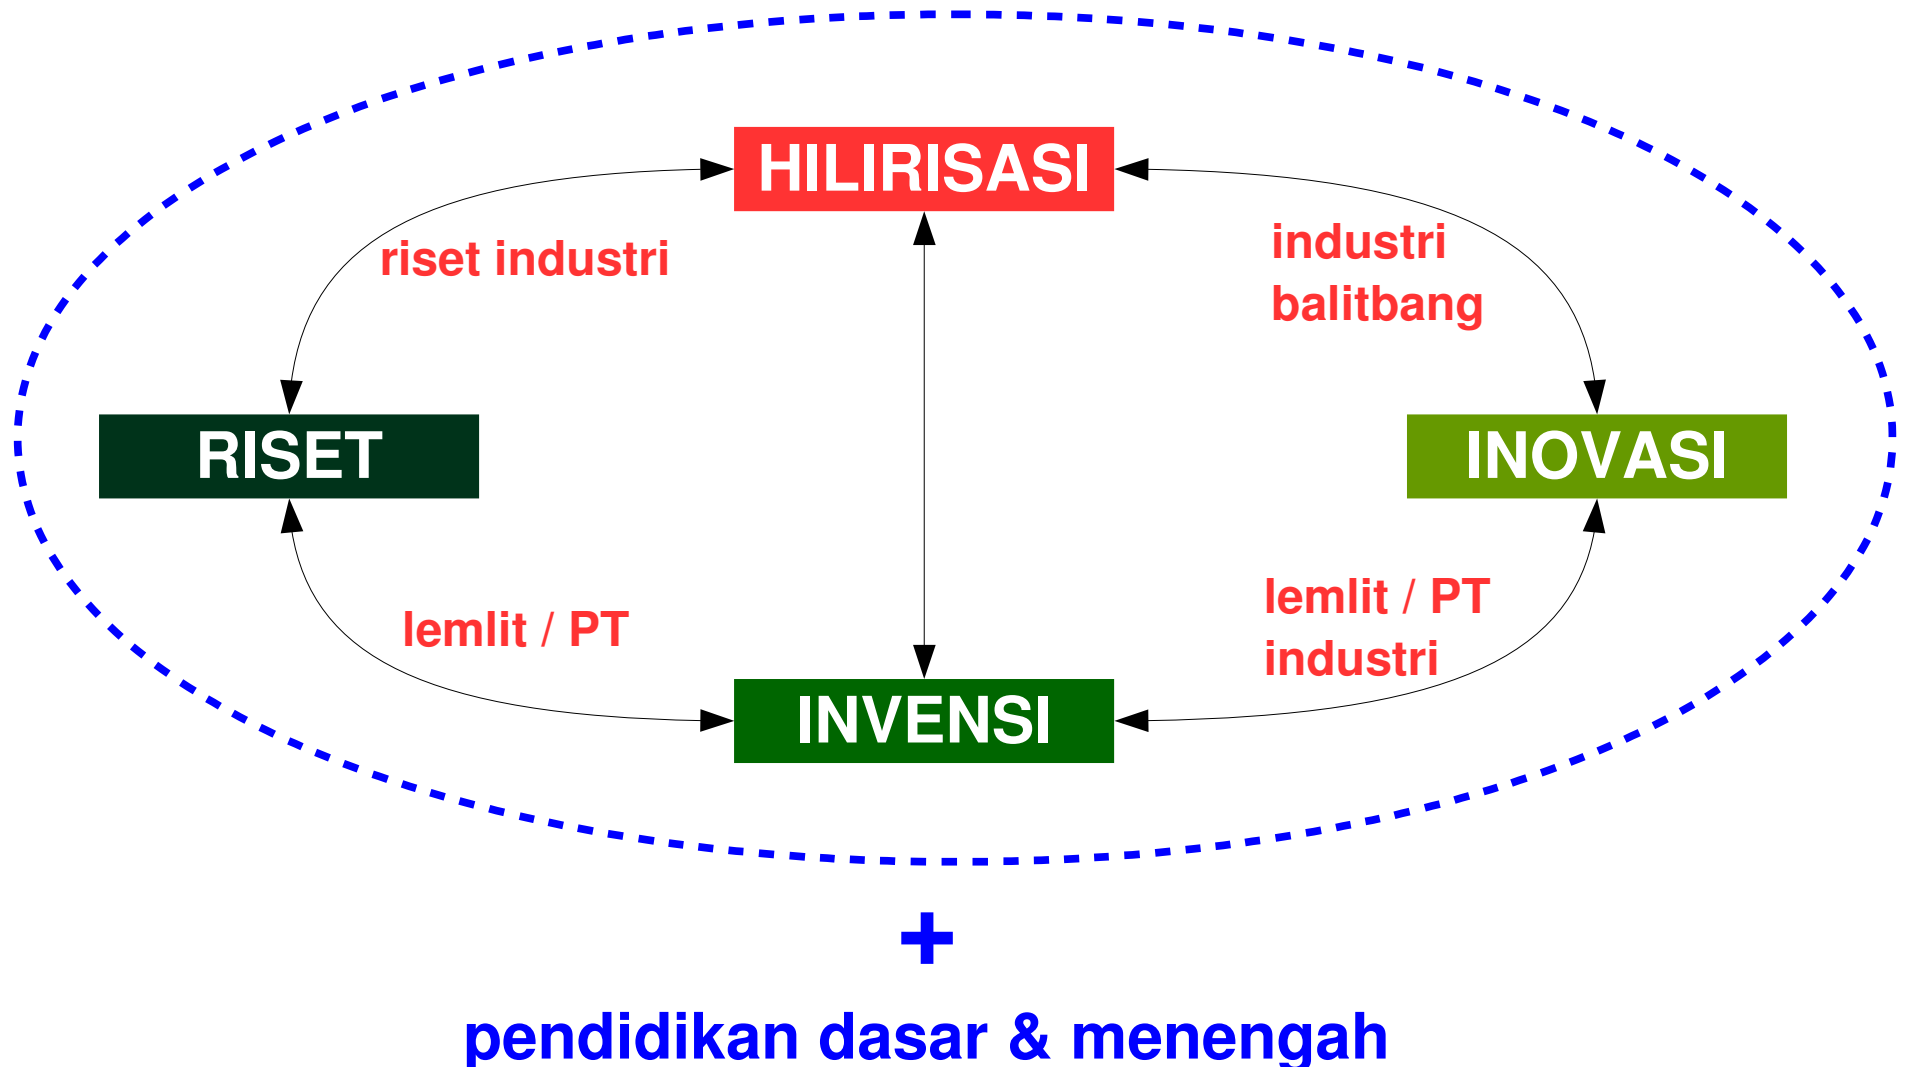 HILIRISASI
riset industri
industri
balitbang
RISET
INOVASI
lemlit / PT
lemlit / PT
industri
INVENSI
+
pendidikan dasar & menengah